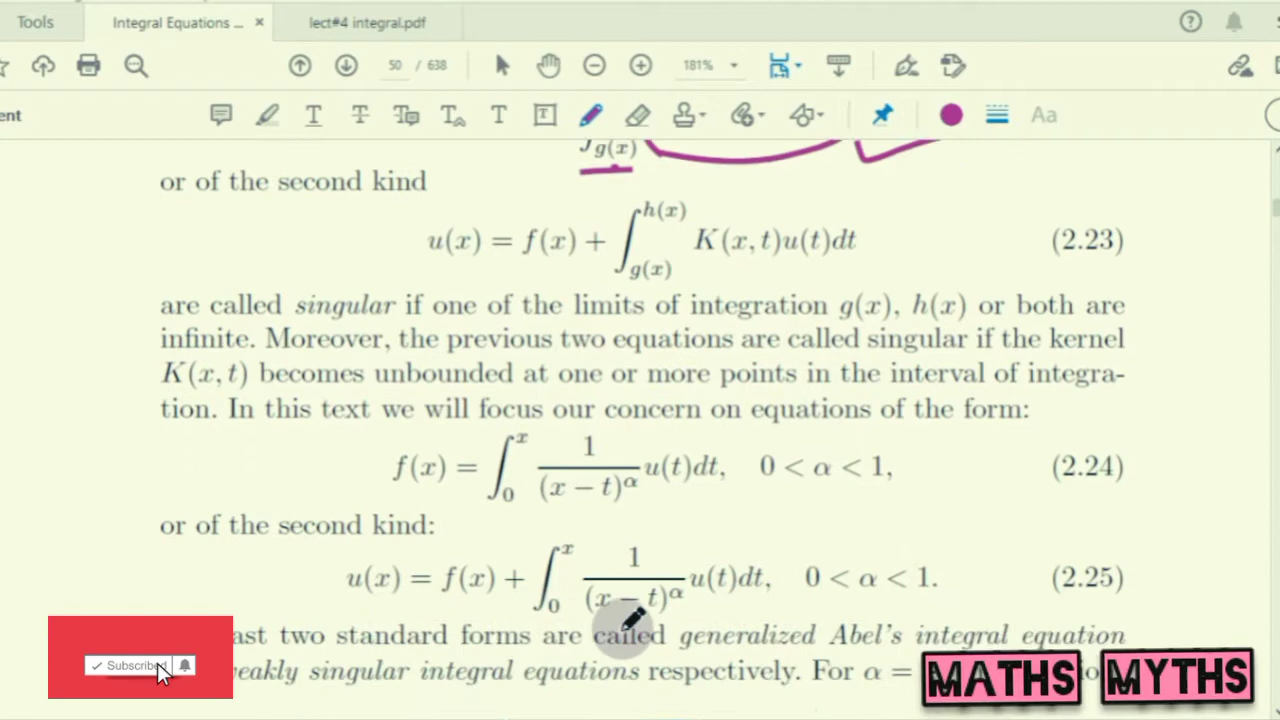 Tools
Integral Equations ... ×
lect#4 integral.pdf
50 / 638
181%
ent
Aa
∫g(x)
or of the second kind
u(x) = f(x) + ∫_{g(x)}^{h(x)} K(x, t)u(t)dt (2.23)
are called singular if one of the limits of integration g(x), h(x) or both are
infinite. Moreover, the previous two equations are called singular if the kernel
K(x, t) becomes unbounded at one or more points in the interval of integra-
tion. In this text we will focus our concern on equations of the form:
f(x) = ∫_0^x 1/(x − t)^α u(t)dt, 0 < α < 1, (2.24)
or of the second kind:
u(x) = f(x) + ∫_0^x 1/(x − t)^α u(t)dt, 0 < α < 1. (2.25)
ast two standard forms are called generalized Abel's integral equation
eakly singular integral equations respectively. For α =
Subscribed
MATHS MYTHS